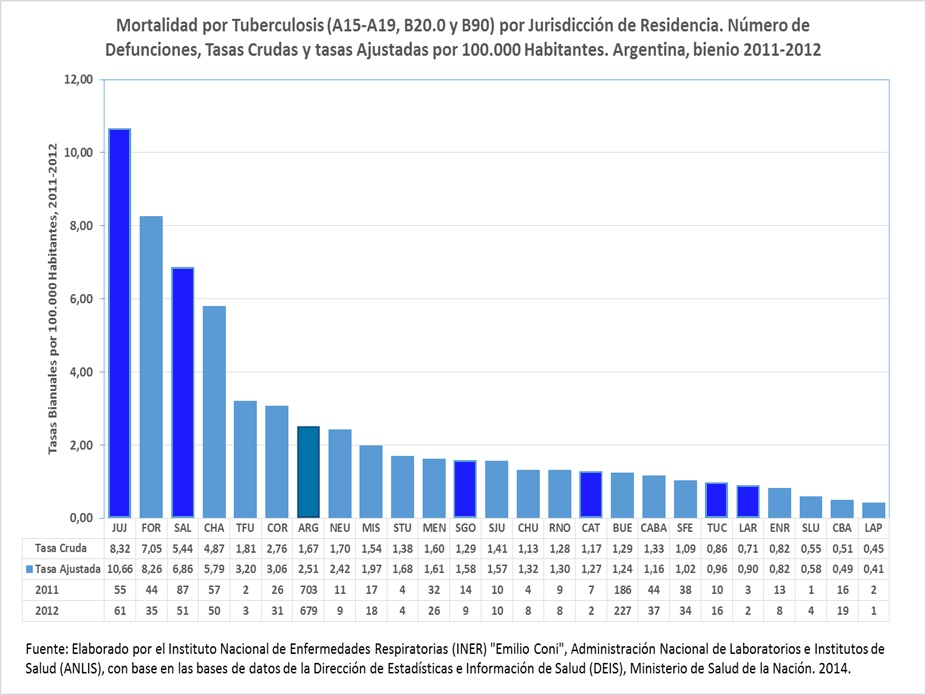 Mortalidad por Tuberculosis (A15-A19, B20.0 y B90) por Jurisdicción de Residencia. Número de
Defunciones, Tasas Crudas y tasas Ajustadas por 100.000 Habitantes. Argentina, bienio 2011-2012
Tasas Bianuales por 100.000 Habitantes, 2011-2012
12,00
10,00
8,00
6,00
4,00
2,00
0,00
JUJ FOR SAL CHA TFU COR ARG NEU MIS STU MEN SGO SJU CHU RNO CAT BUE CABA SFE TUC LAR ENR SLU CBA LAP
Tasa Cruda 8,32 7,05 5,44 4,87 1,81 2,76 1,67 1,70 1,54 1,38 1,60 1,29 1,41 1,13 1,28 1,17 1,29 1,33 1,09 0,86 0,71 0,82 0,55 0,51 0,45
Tasa Ajustada 10,66 8,26 6,86 5,79 3,20 3,06 2,51 2,42 1,97 1,68 1,61 1,58 1,57 1,32 1,30 1,27 1,24 1,16 1,02 0,96 0,90 0,82 0,58 0,49 0,41
2011 55 44 87 57 2 26 703 11 17 4 32 14 10 4 9 7 186 44 38 10 3 13 1 16 2
2012 61 35 51 50 3 31 679 9 18 4 26 9 10 8 8 2 227 37 34 16 2 8 4 19 1
Fuente: Elaborado por el Instituto Nacional de Enfermedades Respiratorias (INER) "Emilio Coni", Administración Nacional de Laboratorios e Institutos de
Salud (ANLIS), con base en las bases de datos de la Dirección de Estadísticas e Información de Salud (DEIS), Ministerio de Salud de la Nación. 2014.